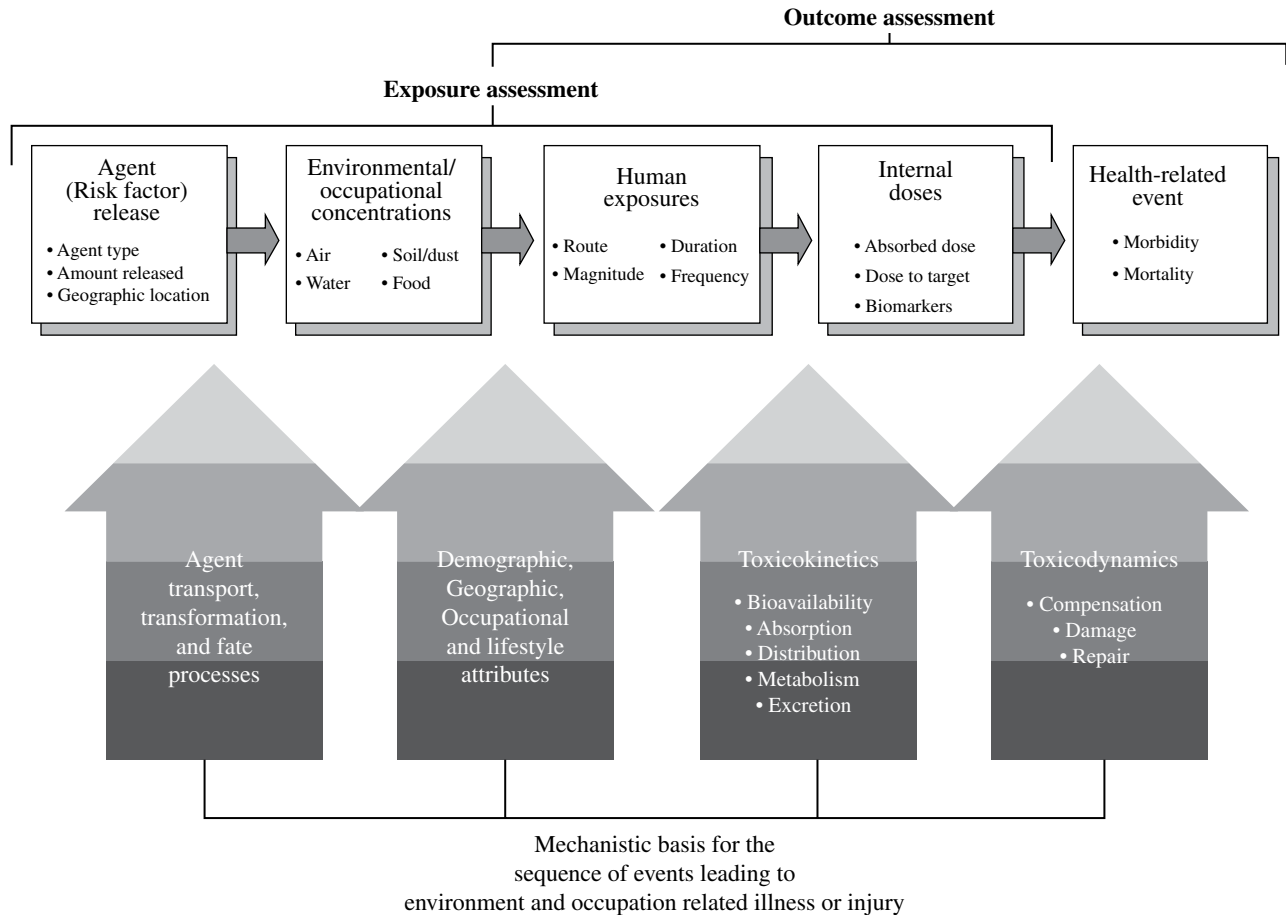 Outcome assessment
Exposure assessment
Agent
(Risk factor)
release
• Agent type
• Amount released
• Geographic location
Environmental/
occupational
concentrations
• Air
• Soil/dust
• Water
• Food
Human
exposures
• Route
• Duration
• Magnitude
• Frequency
Internal
doses
• Absorbed dose
• Dose to target
• Biomarkers
Health-related
event
• Morbidity
• Mortality
Agent
transport,
transformation,
and fate
processes
Demographic,
Geographic,
Occupational
and lifestyle
attributes
Toxicokinetics
• Bioavailability
• Absorption
• Distribution
• Metabolism
• Excretion
Toxicodynamics
• Compensation
• Damage
• Repair
Mechanistic basis for the
sequence of events leading to
environment and occupation related illness or injury